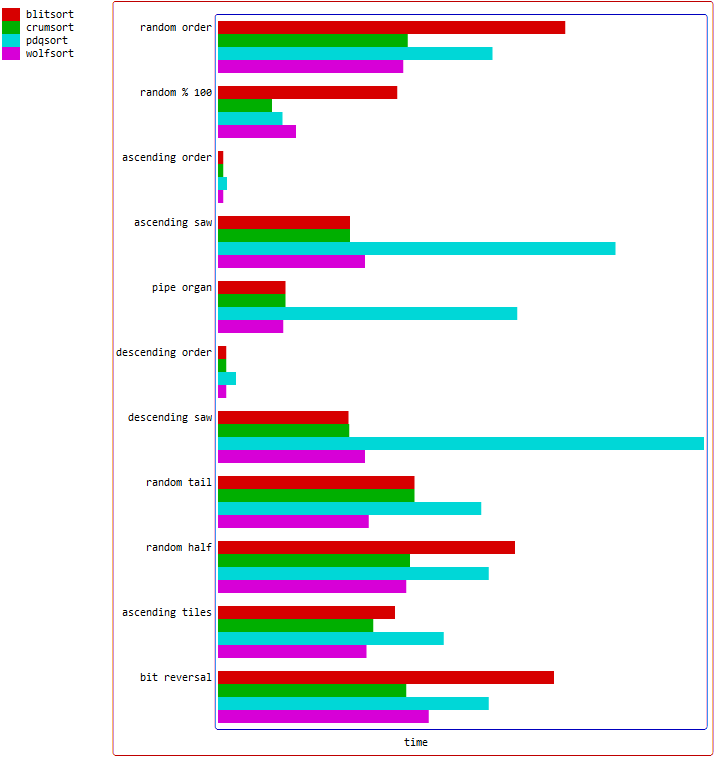 blitsort
crumsort
pdqsort
wolfsort
random order
random % 100
ascending order
ascending saw
pipe organ
descending order
descending saw
random tail
random half
ascending tiles
bit reversal
time